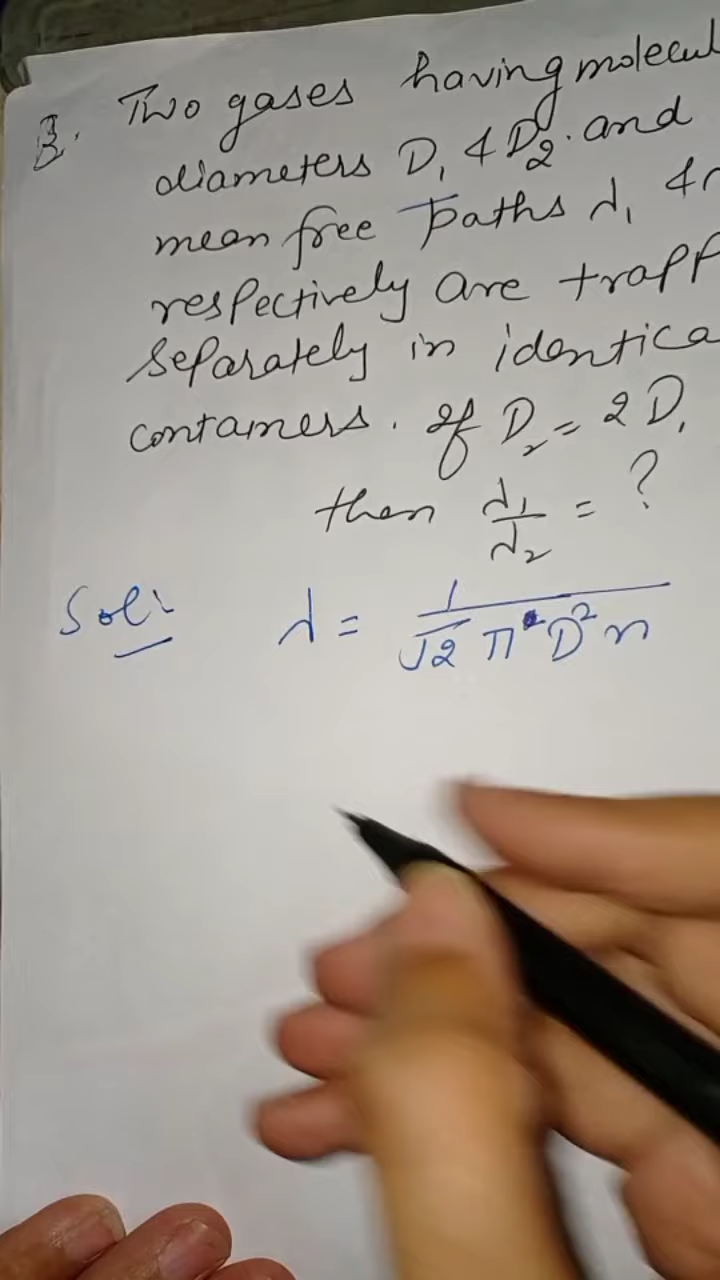 B. Two gases having molecul
diameters D₁ & D₂. and
mean free paths λ₁ &
respectively are trapp
separately in identica
containers. If D₂ = 2D₁
then λ₁/λ₂ = ?
Sol: λ = 1/√2 π D² n